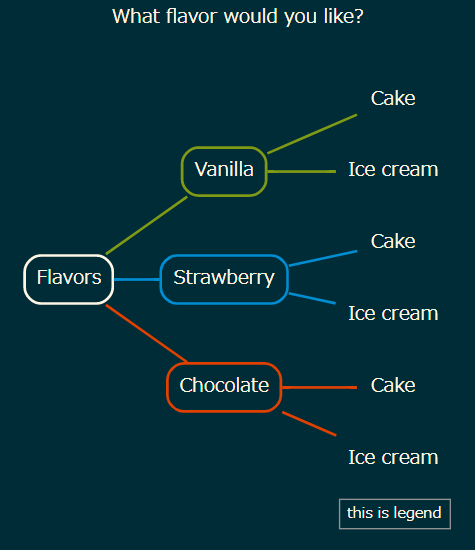 What flavor would you like?
Cake
Vanilla
Ice cream
Cake
Flavors
Strawberry
Ice cream
Chocolate
Cake
Ice cream
this is legend